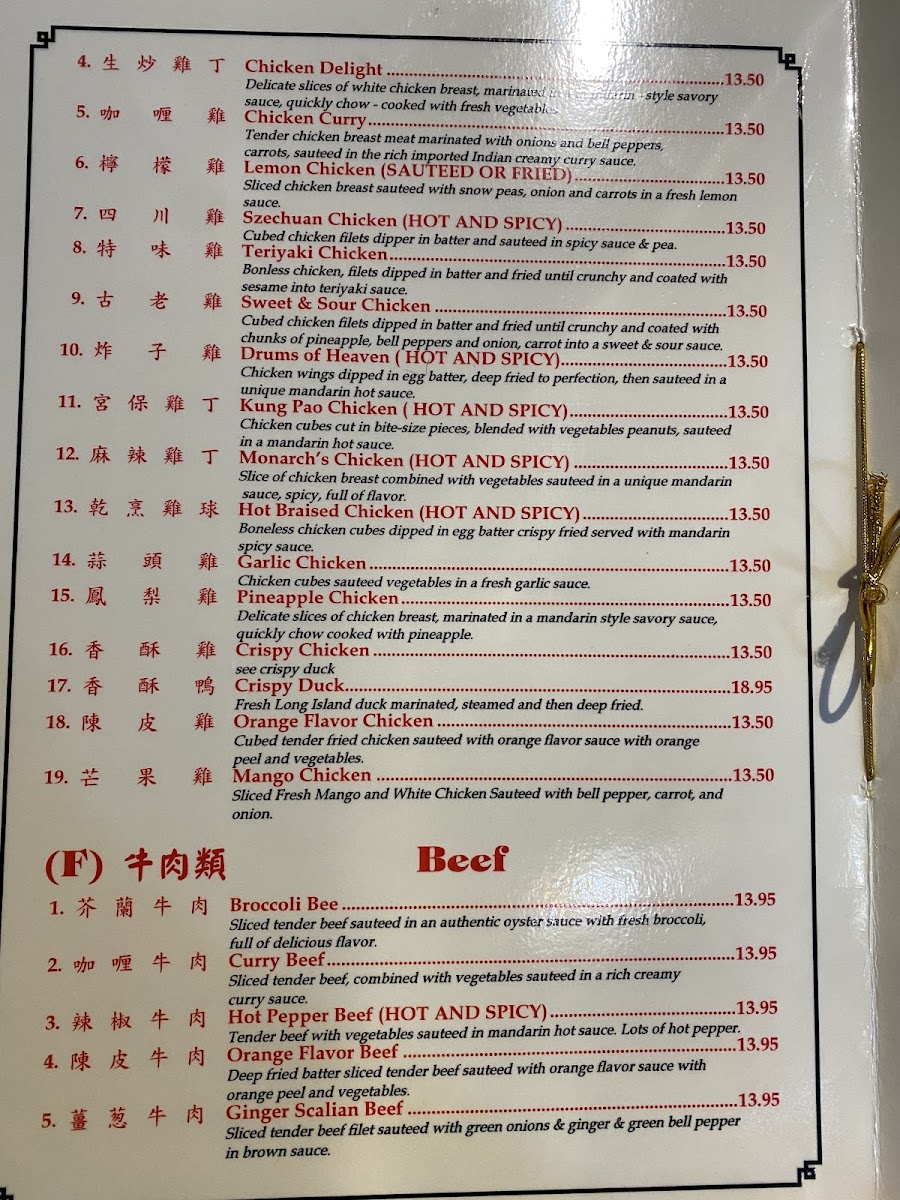 4. 生炒雞丁 Chicken Delight 13.50
Delicate slices of white chicken breast, marinated in a mandarin - style savory
sauce, quickly chow - cooked with fresh vegetable.
5. 咖喱雞 Chicken Curry 13.50
Tender chicken breast meat marinated with onions and bell peppers,
carrots, sauteed in the rich imported Indian creamy curry sauce.
6. 檸檬雞 Lemon Chicken (SAUTEED OR FRIED) 13.50
Sliced chicken breast sauteed with snow peas, onion and carrots in a fresh lemon
sauce.
7. 四川雞 Szechuan Chicken (HOT AND SPICY) 13.50
Cubed chicken filets dipper in batter and sauteed in spicy sauce & pea.
8. 特味雞 Teriyaki Chicken 13.50
Bonless chicken, filets dipped in batter and fried until crunchy and coated with
sesame into teriyaki sauce.
9. 古老雞 Sweet & Sour Chicken 13.50
Cubed chicken filets dipped in batter and fried until crunchy and coated with
chunks of pineapple, bell peppers and onion, carrot into a sweet & sour sauce.
10. 炸子雞 Drums of Heaven ( HOT AND SPICY) 13.50
Chicken wings dipped in egg batter, deep fried to perfection, then sauteed in a
unique mandarin hot sauce.
11. 宮保雞丁 Kung Pao Chicken ( HOT AND SPICY) 13.50
Chicken cubes cut in bite-size pieces, blended with vegetables peanuts, sauteed
in a mandarin hot sauce.
12. 麻辣雞丁 Monarch's Chicken (HOT AND SPICY) 13.50
Slice of chicken breast combined with vegetables sauteed in a unique mandarin
sauce, spicy, full of flavor.
13. 乾烹雞球 Hot Braised Chicken (HOT AND SPICY) 13.50
Boneless chicken cubes dipped in egg batter crispy fried served with mandarin
spicy sauce.
14. 蒜頭雞 Garlic Chicken 13.50
Chicken cubes sauteed vegetables in a fresh garlic sauce.
15. 鳳梨雞 Pineapple Chicken 13.50
Delicate slices of chicken breast, marinated in a mandarin style savory sauce,
quickly chow cooked with pineapple.
16. 香酥雞 Crispy Chicken 13.50
see crispy duck
17. 香酥鴨 Crispy Duck 18.95
Fresh Long Island duck marinated, steamed and then deep fried.
18. 陳皮雞 Orange Flavor Chicken 13.50
Cubed tender fried chicken sauteed with orange flavor sauce with orange
peel and vegetables.
19. 芒果雞 Mango Chicken 13.50
Sliced Fresh Mango and White Chicken Sauteed with bell pepper, carrot, and
onion.
(F) 牛肉類 Beef
1. 芥蘭牛肉 Broccoli Bee 13.95
Sliced tender beef sauteed in an authentic oyster sauce with fresh broccoli,
full of delicious flavor.
2. 咖喱牛肉 Curry Beef 13.95
Sliced tender beef, combined with vegetables sauteed in a rich creamy
curry sauce.
3. 辣椒牛肉 Hot Pepper Beef (HOT AND SPICY) 13.95
Tender beef with vegetables sauteed in mandarin hot sauce. Lots of hot pepper.
4. 陳皮牛肉 Orange Flavor Beef 13.95
Deep fried batter sliced tender beef sauteed with orange flavor sauce with
orange peel and vegetables.
5. 薑葱牛肉 Ginger Scalian Beef 13.95
Sliced tender beef filet sauteed with green onions & ginger & green bell pepper
in brown sauce.